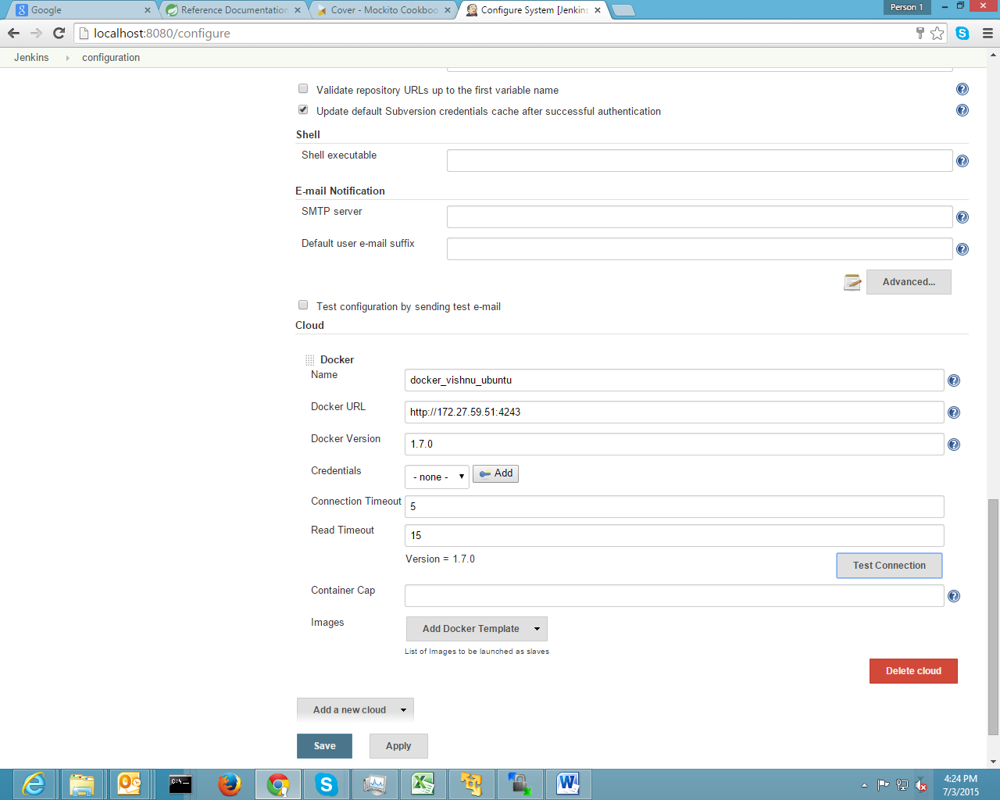 Google
Reference Documentation
Cover - Mockito Cookboo
Configure System [Jenkins
Person 1
localhost:8080/configure
Jenkins
configuration
Validate repository URLs up to the first variable name
Update default Subversion credentials cache after successful authentication
Shell
Shell executable
E-mail Notification
SMTP server
Default user e-mail suffix
Advanced...
Test configuration by sending test e-mail
Cloud
Docker
Name
docker_vishnu_ubuntu
Docker URL
http://172.27.59.51:4243
Docker Version
1.7.0
Credentials
- none -
Add
Connection Timeout
5
Read Timeout
15
Version = 1.7.0
Test Connection
Container Cap
Images
Add Docker Template
List of Images to be launched as slaves
Delete cloud
Add a new cloud
Save
Apply
4:24 PM
7/3/2015